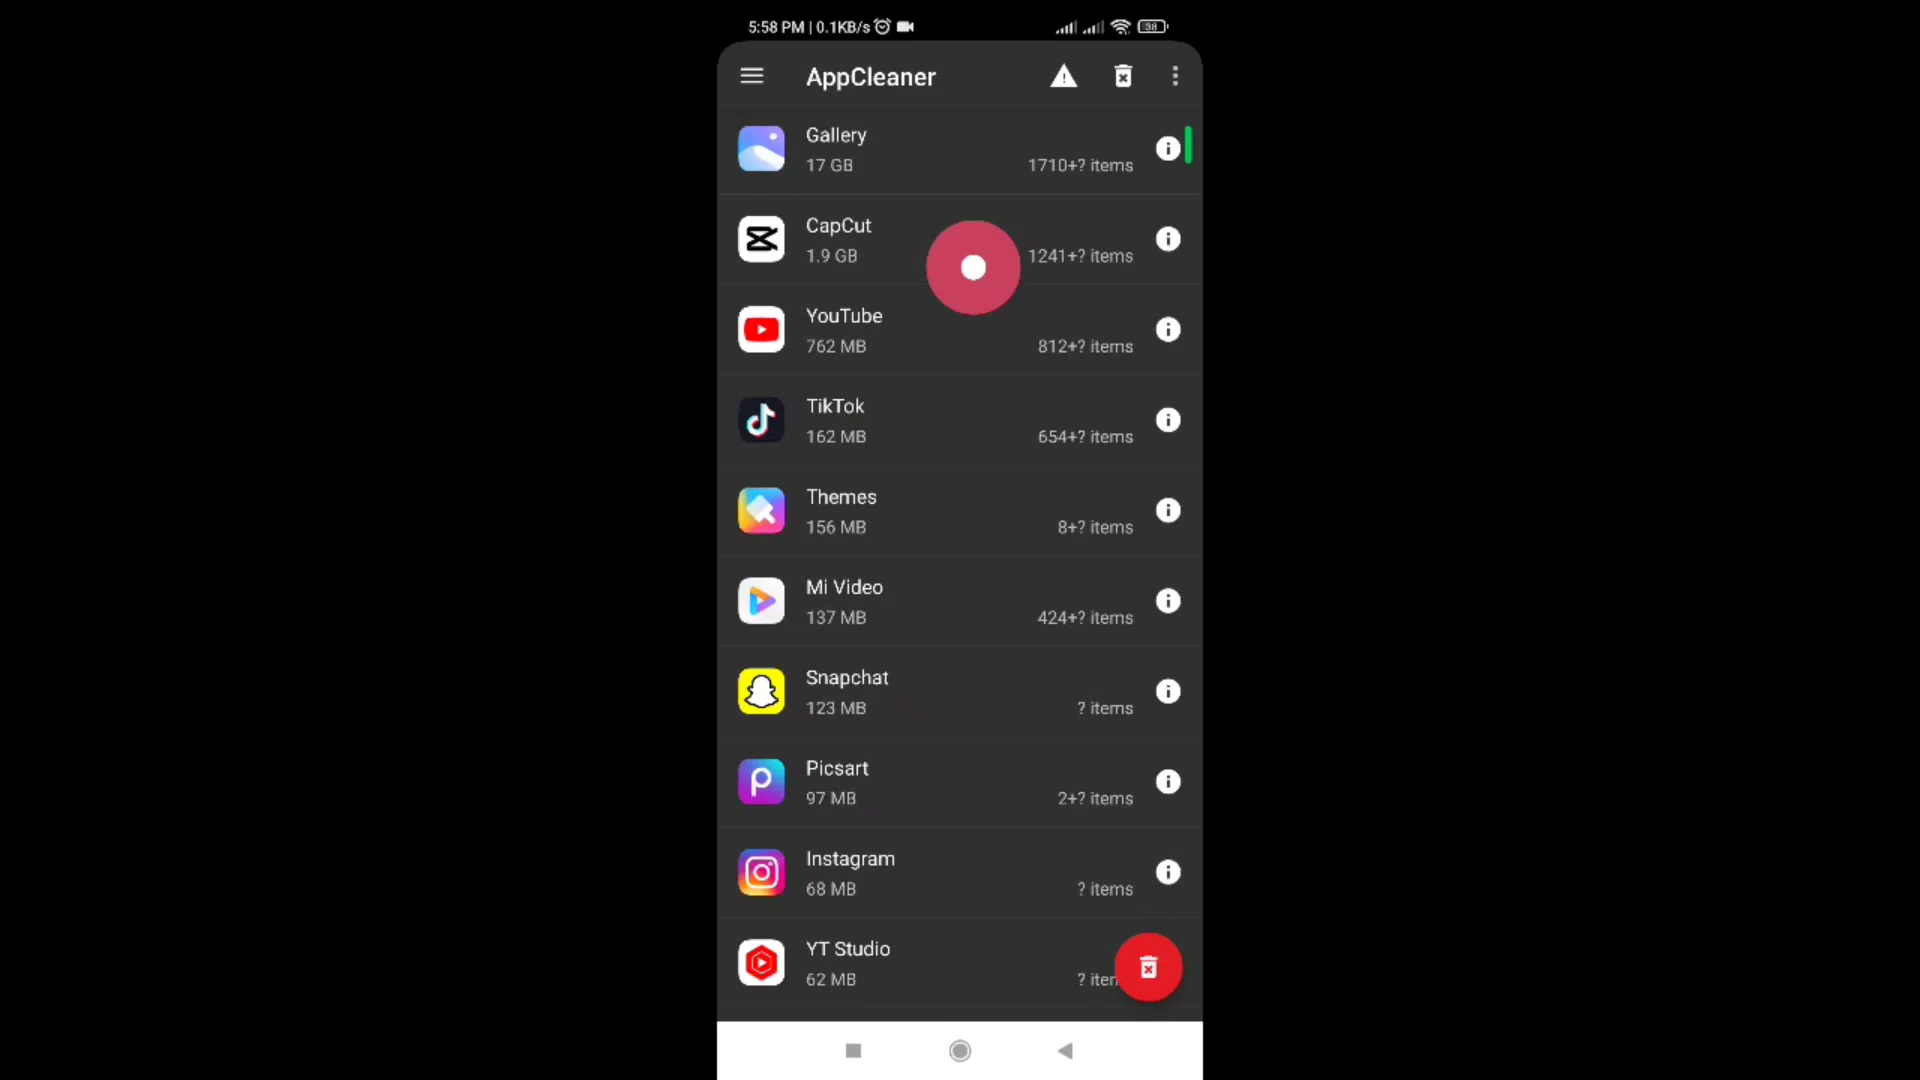 5:58 PM | 0.1KB/s
38
AppCleaner
Gallery
17 GB
1710+? items
CapCut
1.9 GB
1241+? items
YouTube
762 MB
812+? items
TikTok
162 MB
654+? items
Themes
156 MB
8+? items
Mi Video
137 MB
424+? items
Snapchat
123 MB
? items
Picsart
97 MB
2+? items
Instagram
68 MB
? items
YT Studio
62 MB
? iten